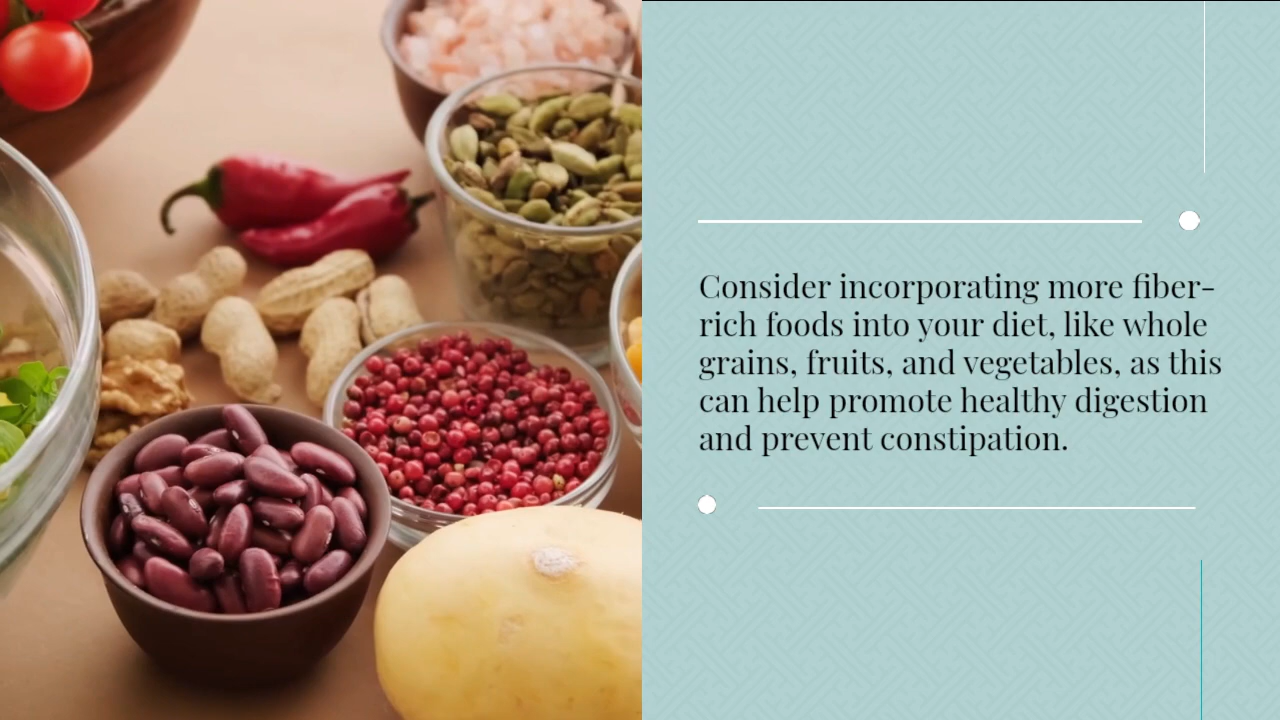 Consider incorporating more fiber-
rich foods into your diet, like whole
grains, fruits, and vegetables, as this
can help promote healthy digestion
and prevent constipation.